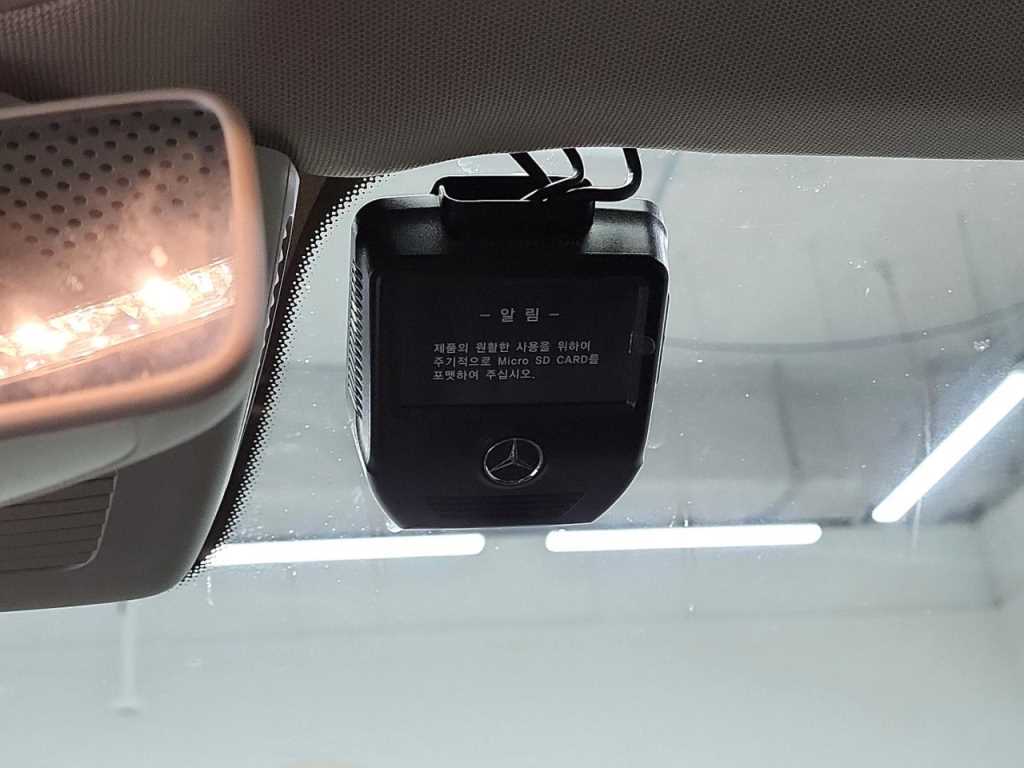 - 알 림 -
제품의 원활한 사용을 위하여
주기적으로 Micro SD CARD를
포맷하여 주십시오.